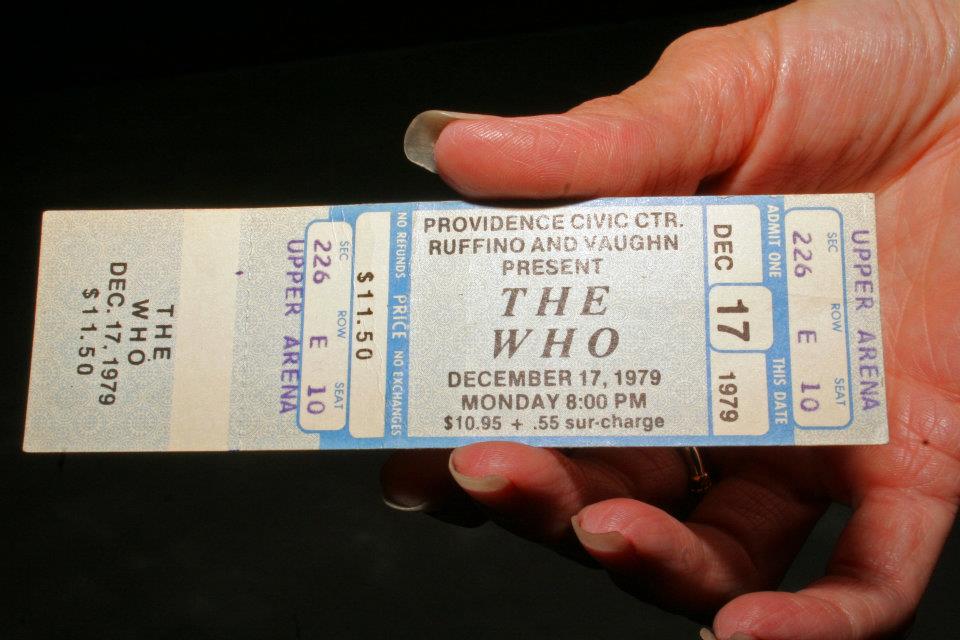 THE
WHO
DEC. 17, 1979
$11.50
UPPER ARENA
SEC ROW SEAT
226 E 10
$11.50
NO REFUNDS PRICE NO EXCHANGES
PROVIDENCE CIVIC CTR.
RUFFINO AND VAUGHN
PRESENT
THE
WHO
DECEMBER 17, 1979
MONDAY 8:00 PM
$10.95 + .55 sur-charge
DEC 17 1979
ADMIT ONE THIS DATE
SEC ROW SEAT
226 E 10
UPPER ARENA